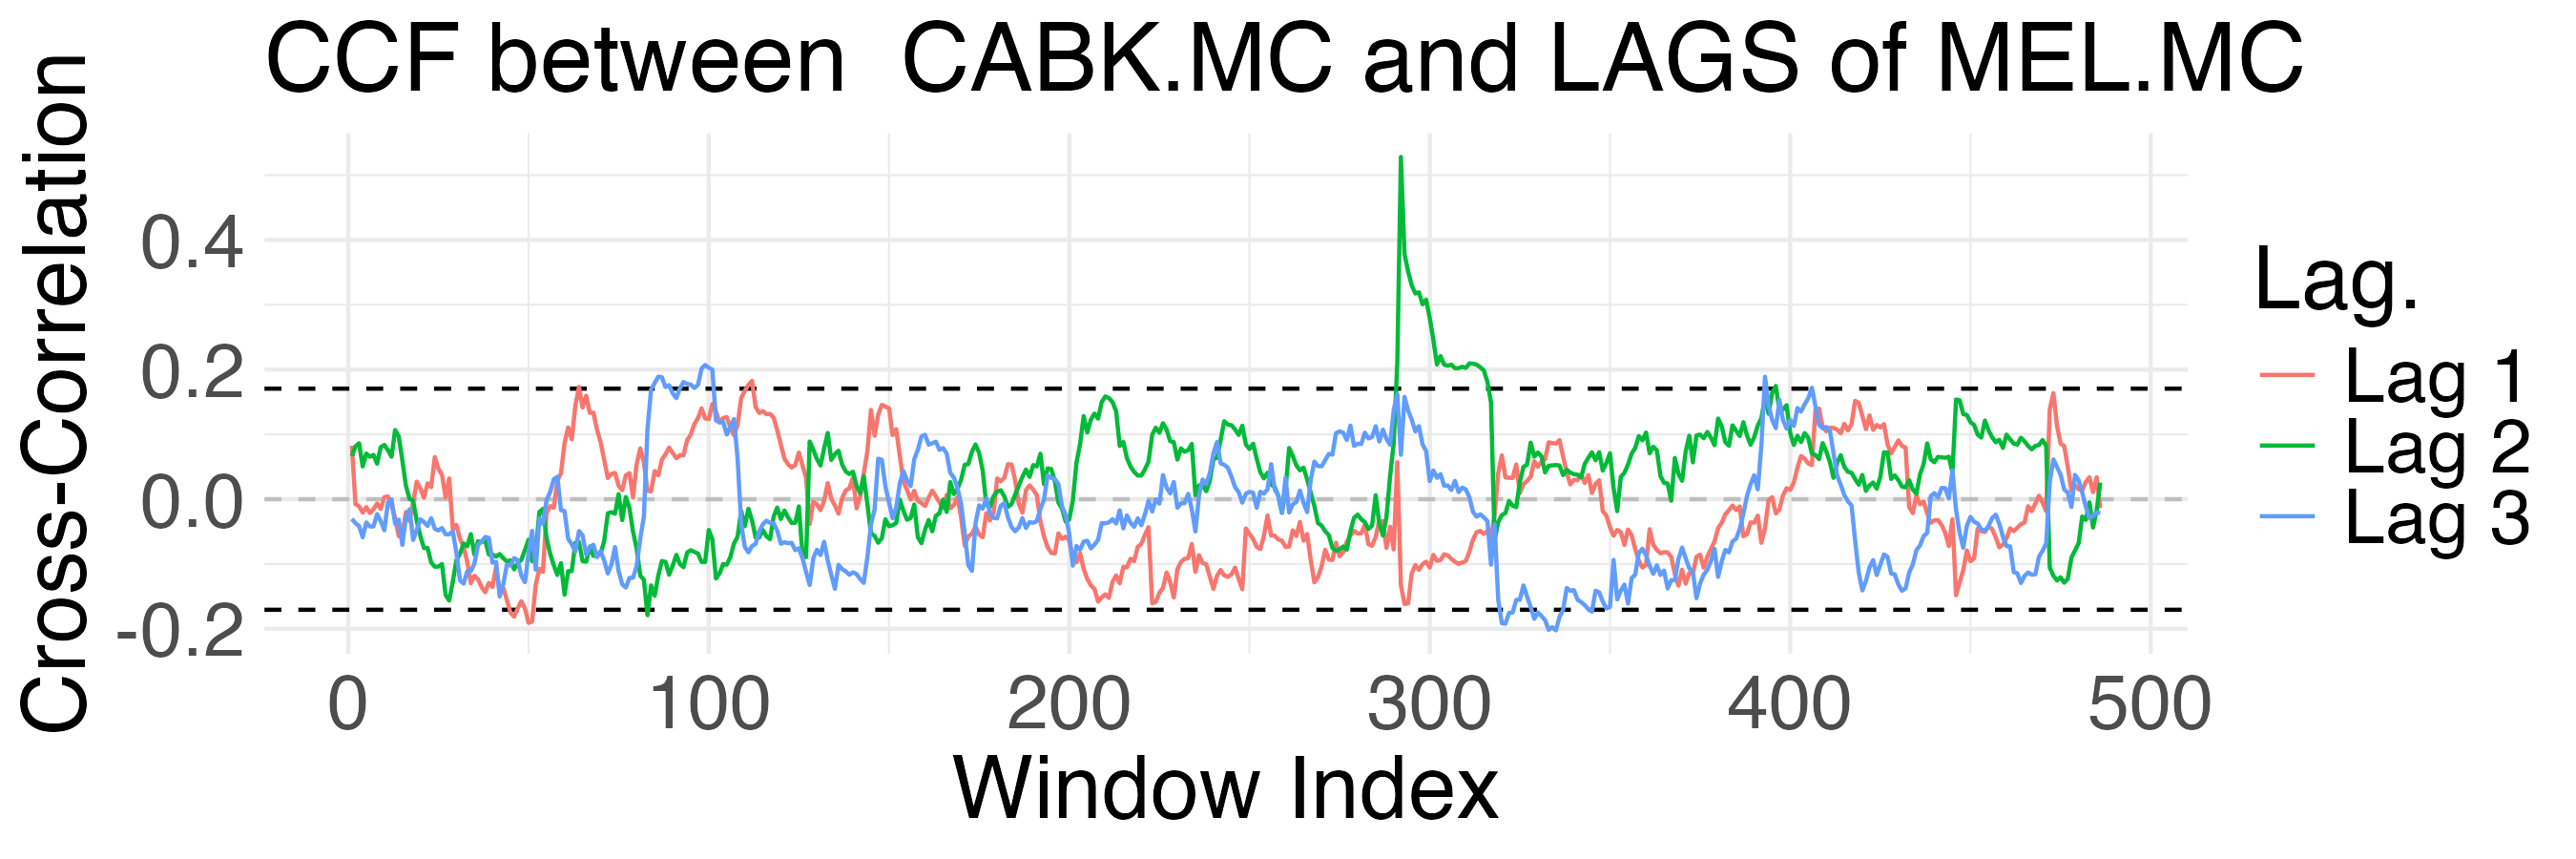 CCF between  CABK.MC and LAGS of MEL.MC
Cross-Correlation
0.4
0.2
0.0
-0.2
0
100
200
300
400
500
Window Index
Lag.
Lag 1
Lag 2
Lag 3